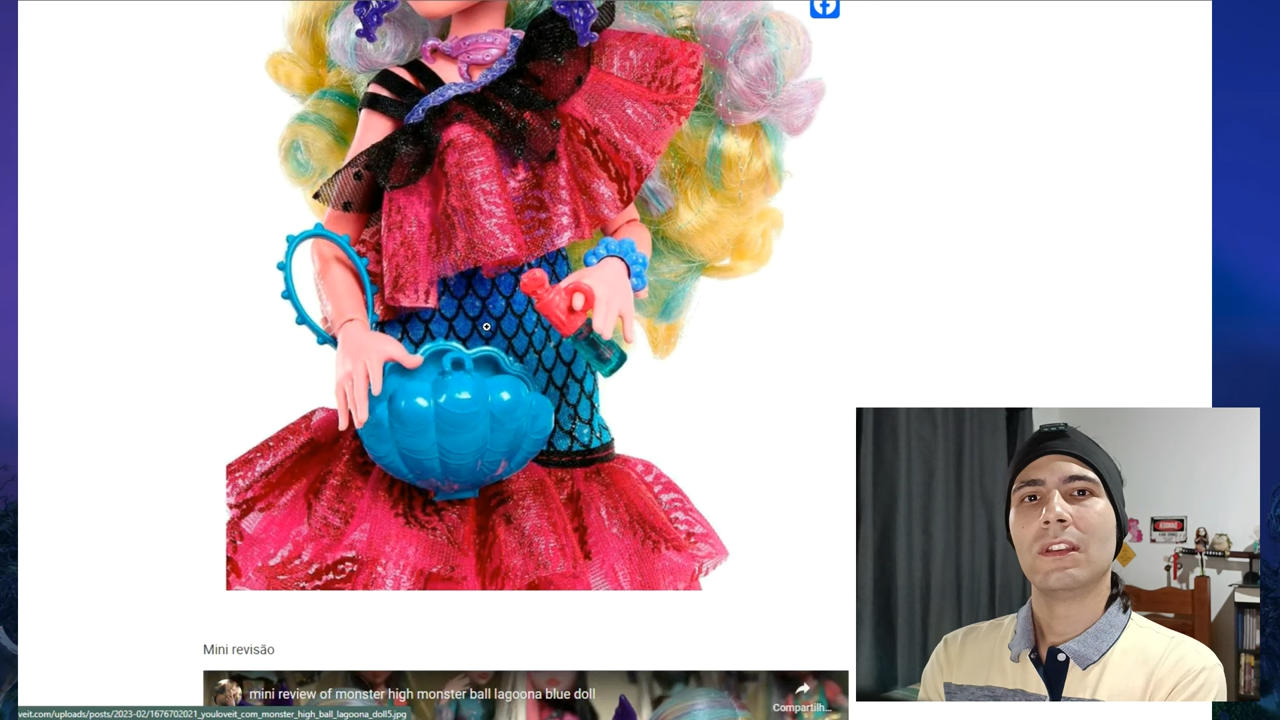 Mini revisão
mini review of monster high monster ball lagoona blue doll
Compartilh...
veit.com/uploads/posts/2023-02/1676702021_youloveit_com_monster_high_ball_lagoona_doll5.jpg